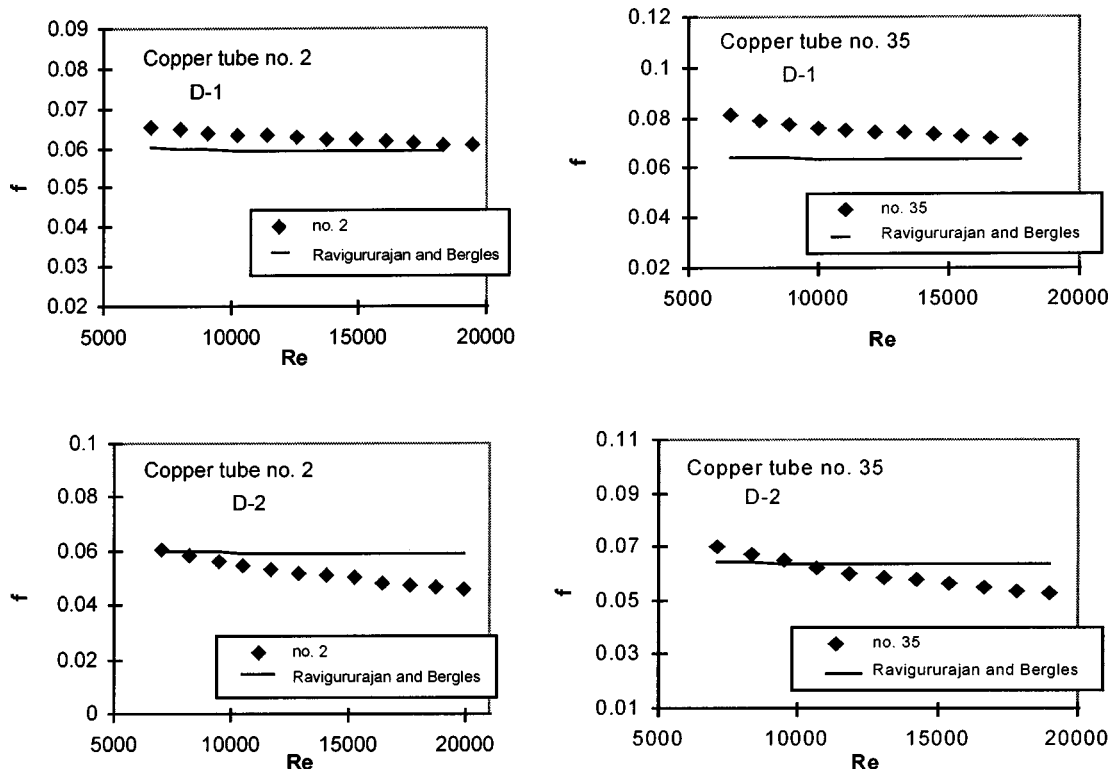 0.09
0.08
0.07
0.06
0.05
0.04
0.03
0.02
f
Copper tube no. 2
D-1
no. 2
Ravigururajan and Bergles
5000 10000 15000 20000
Re
0.12
0.1
0.08
0.06
0.04
0.02
f
Copper tube no. 35
D-1
no. 35
Ravigururajan and Bergles
5000 10000 15000 20000
Re
0.1
0.08
0.06
0.04
0.02
0
f
Copper tube no. 2
D-2
no. 2
Ravigururajan and Bergles
5000 10000 15000 20000
Re
0.11
0.09
0.07
0.05
0.03
0.01
f
Copper tube no. 35
D-2
no. 35
Ravigururajan and Bergles
5000 10000 15000 20000
Re